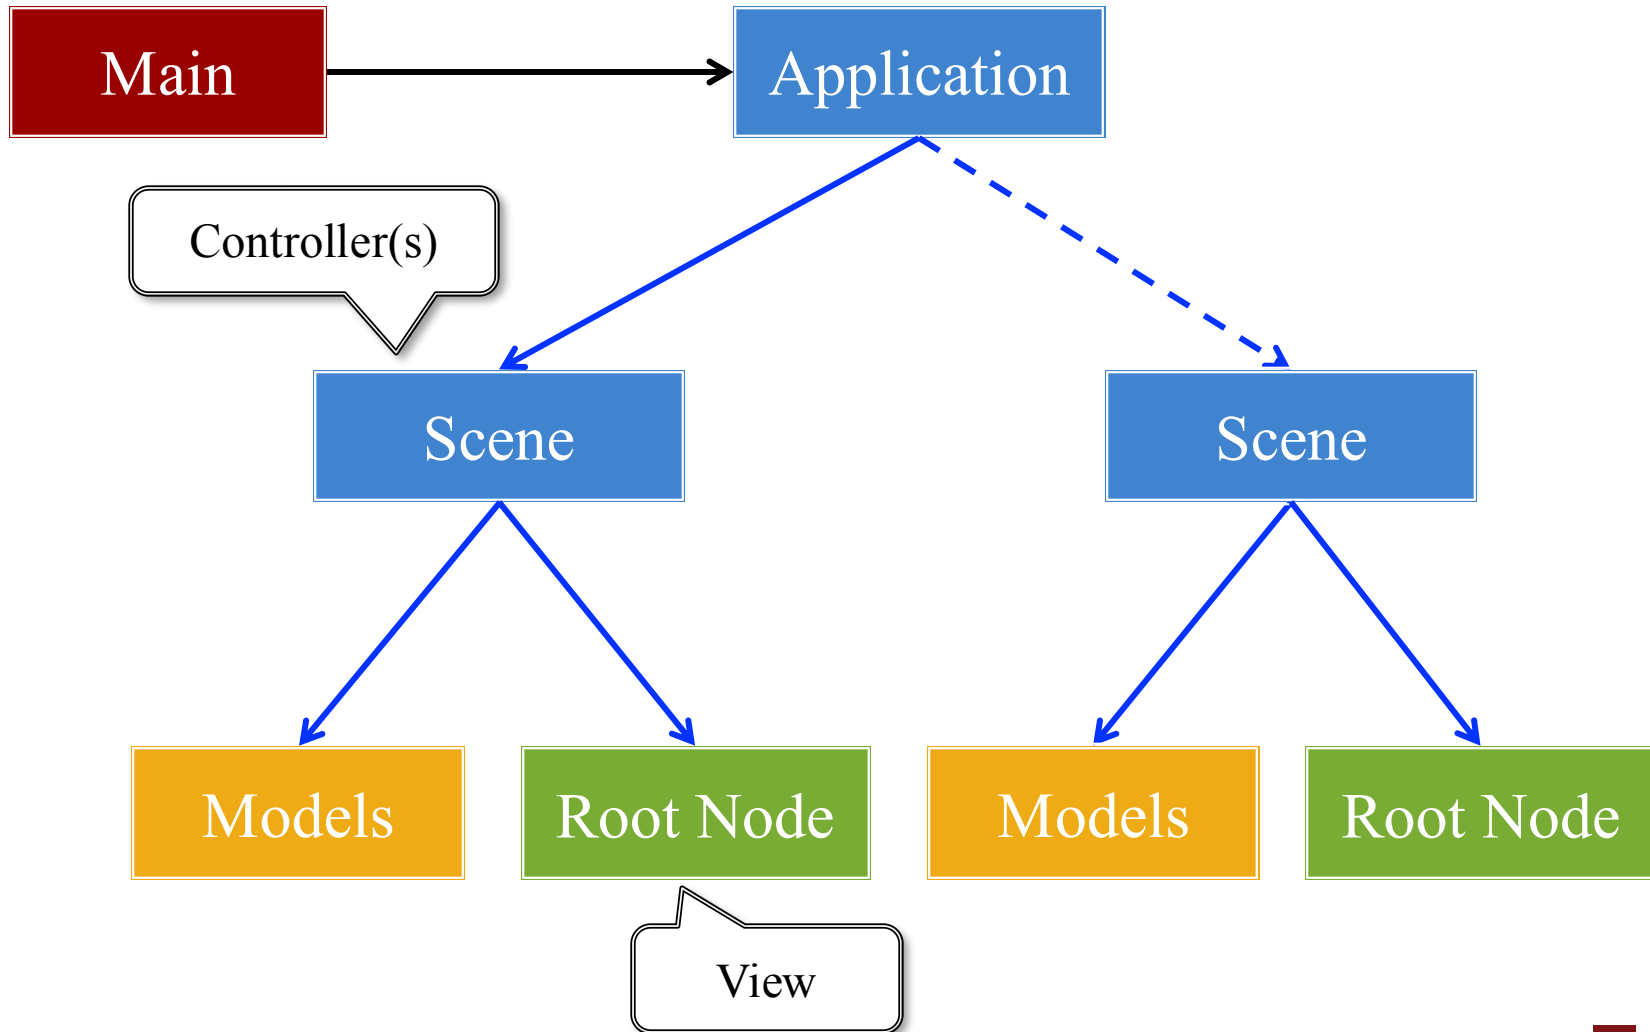 Main
Application
Controller(s)
Scene
Scene
Models
Root Node
Models
Root Node
View